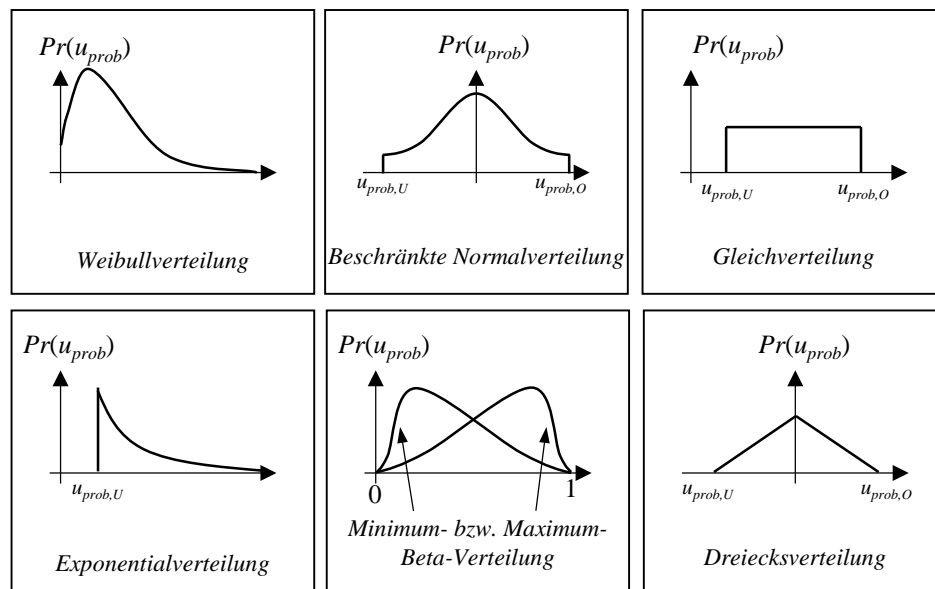 Pr(u_prob)
Weibullverteilung
Pr(u_prob)
u_prob,U
u_prob,O
Beschränkte Normalverteilung
Pr(u_prob)
u_prob,U
u_prob,O
Gleichverteilung
Pr(u_prob)
u_prob,U
Exponentialverteilung
Pr(u_prob)
0
1
Minimum- bzw. Maximum-
Beta-Verteilung
Pr(u_prob)
u_prob,U
u_prob,O
Dreiecksverteilung